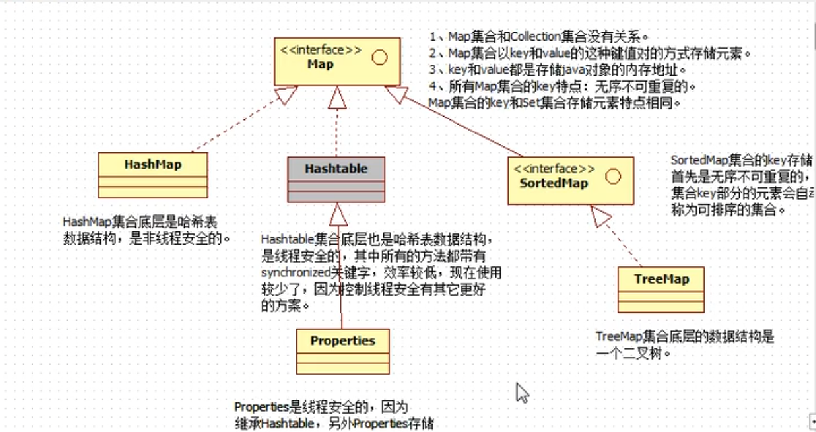 <<interface>>
Map
1、Map集合和Collection集合没有关系。
2、Map集合以key和value的这种键值对的方式存储元素。
3、key和value都是存储java对象的内存地址。
4、所有Map集合的key特点：无序不可重复的。
Map集合的key和Set集合存储元素特点相同。
HashMap
HashMap集合底层是哈希表
数据结构，是非线程安全的。
Hashtable
Hashtable集合底层也是哈希表数据结构，
是线程安全的，其中所有的方法都带有
synchronized关键字，效率较低，现在使用
较少了，因为控制线程安全有其它更好
的方案。
<<interface>>
SortedMap
SortedMap集合的key存储
首先是无序不可重复的，
集合key部分的元素会自
称为可排序的集合。
Properties
Properties是线程安全的，因为
继承Hashtable，另外Properties存储
TreeMap
TreeMap集合底层的数据结构是
一个二叉树。